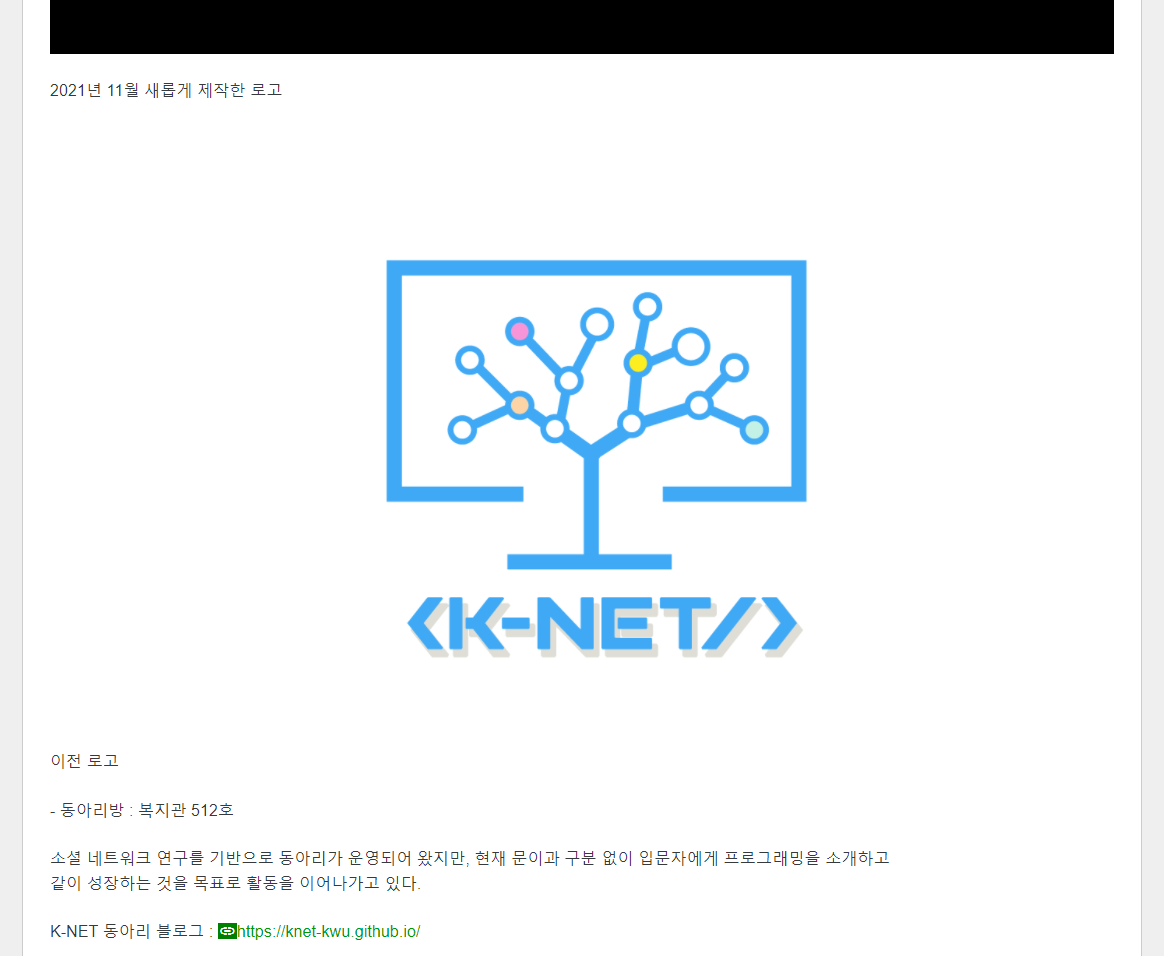 2021년 11월 새롭게 제작한 로고
<K-NET/>
이전 로고
- 동아리방 : 복지관 512호
소셜 네트워크 연구를 기반으로 동아리가 운영되어 왔지만, 현재 문이과 구분 없이 입문자에게 프로그래밍을 소개하고
같이 성장하는 것을 목표로 활동을 이어나가고 있다.
K-NET 동아리 블로그 : https://knet-kwu.github.io/